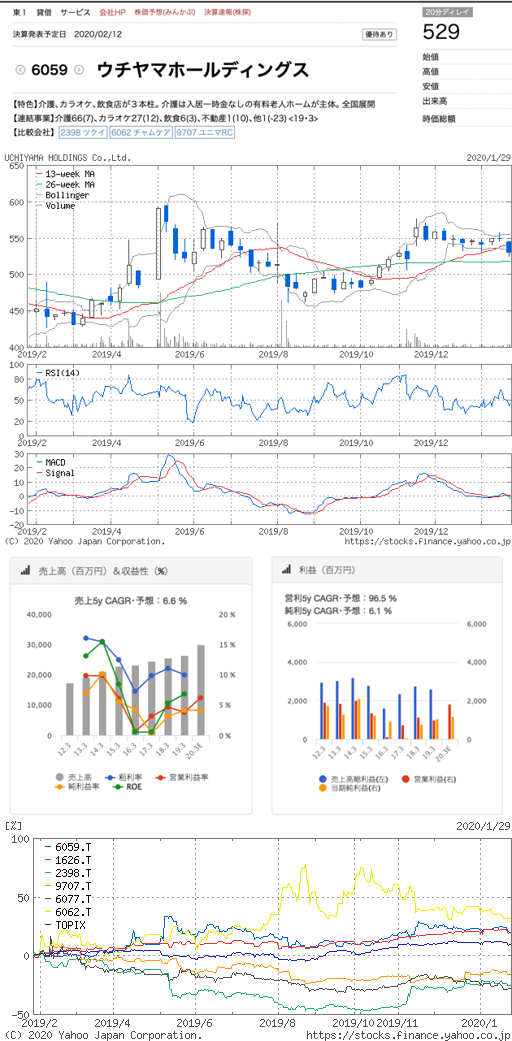 東1 貸借 サービス 会社HP 株価予想(みんかぶ) 決算速報(株探)
20分ディレイ
決算発表予定日 2020/02/12
優待あり
529
6059 ウチヤマホールディングス
始値
高値
安値
出来高
時価総額
【特色】介護、カラオケ、飲食店が3本柱。介護は入居一時金なしの有料老人ホームが主体。全国展開
【連結事業】介護66(7)、カラオケ27(12)、飲食6(3)、不動産1(10)、他1(-23) <19・3>
【比較会社】 2398 ツクイ 6062 チャムケア 9707 ユニマRC
UCHIYAMA HOLDINGS Co.,Ltd.
2020/1/29
650
600
550
500
450
400
13-week MA
26-week MA
Bollinger
Volume
2019/2 2019/4 2019/6 2019/8 2019/10 2019/12
100
50
0
RSI(14)
2019/2 2019/4 2019/6 2019/8 2019/10 2019/12
30
20
10
0
-10
-20
MACD
Signal
2019/2 2019/4 2019/6 2019/8 2019/10 2019/12
(C) 2020 Yahoo Japan Corporation.
https://stocks.finance.yahoo.co.jp
売上高（百万円）＆収益性（%）
売上5y CAGR・予想：6.6 %
40,000
30,000
20,000
10,000
0
20 %
15 %
10 %
5 %
0 %
12.3 13.3 14.3 15.3 16.3 17.3 18.3 19.3 20.3E
売上高 粗利率 営業利益率
純利益率 ROE
利益（百万円）
営利5y CAGR・予想：96.5 %
純利5y CAGR・予想：6.1 %
6,000
4,000
2,000
0
6,000
4,000
2,000
0
12.3 13.3 14.3 15.3 16.3 17.3 18.3 19.3 20.3E
売上高総利益(左) 営業利益(右)
当期純利益(右)
[%]
2020/1/29
100
50
0
-50
6059.T
1626.T
2398.T
9707.T
6077.T
6062.T
TOPIX
2019/2 2019/4 2019/6 2019/8 2019/10 2019/11 2020/1
(C) 2020 Yahoo Japan Corporation.
https://stocks.finance.yahoo.co.jp